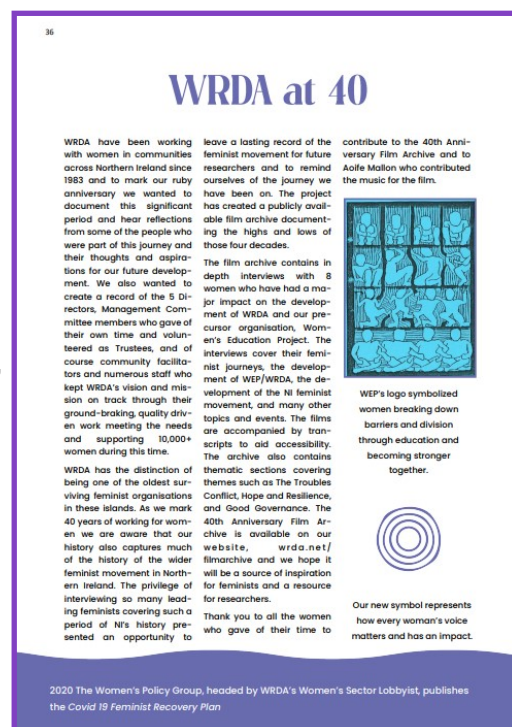 36
WRDA at 40
WRDA have been working
with women in communities
across Northern Ireland since
1983 and to mark our ruby
anniversary we wanted to
document this significant
period and hear reflections
from some of the people who
were part of this journey and
their thoughts and aspira-
tions for our future develop-
ment. We also wanted to
create a record of the 5 Di-
rectors, Management Com-
mittee members who gave of
their own time and volun-
teered as Trustees, and of
course community facilita-
tors and numerous staff who
kept WRDA's vision and mis-
sion on track through their
ground-braking, quality driv-
en work meeting the needs
and supporting 10,000+
women during this time.
WRDA has the distinction of
being one of the oldest sur-
viving feminist organisations
in these islands. As we mark
40 years of working for wom-
en we are aware that our
history also captures much
of the history of the wider
feminist movement in North-
ern Ireland. The privilege of
interviewing so many lead-
ing feminists covering such a
period of NI's history pre-
sented an opportunity to
leave a lasting record of the
feminist movement for future
researchers and to remind
ourselves of the journey we
have been on. The project
has created a publicly avail-
able film archive document-
ing the highs and lows of
those four decades.
The film archive contains in
depth interviews with 8
women who have had a ma-
jor impact on the develop-
ment of WRDA and our pre-
cursor organisation, Wom-
en's Education Project. The
interviews cover their femi-
nist journeys, the develop-
ment of WEP/WRDA, the de-
velopment of the NI feminist
movement, and many other
topics and events. The films
are accompanied by tran-
scripts to aid accessibility.
The archive also contains
thematic sections covering
themes such as The Troubles
Conflict, Hope and Resilience,
and Good Governance. The
40th Anniversary Film Ar-
chive is available on our
website, wrda.net/
filmarchive and we hope it
will be a source of inspiration
for feminists and a resource
for researchers.
Thank you to all the women
who gave of their time to
contribute to the 40th Anni-
versary Film Archive and to
Aoife Mallon who contributed
the music for the film.
WEP's logo symbolized
women breaking down
barriers and division
through education and
becoming stronger
together.
Our new symbol represents
how every woman's voice
matters and has an impact.
2020 The Women's Policy Group, headed by WRDA's Women's Sector Lobbyist, publishes
the Covid 19 Feminist Recovery Plan